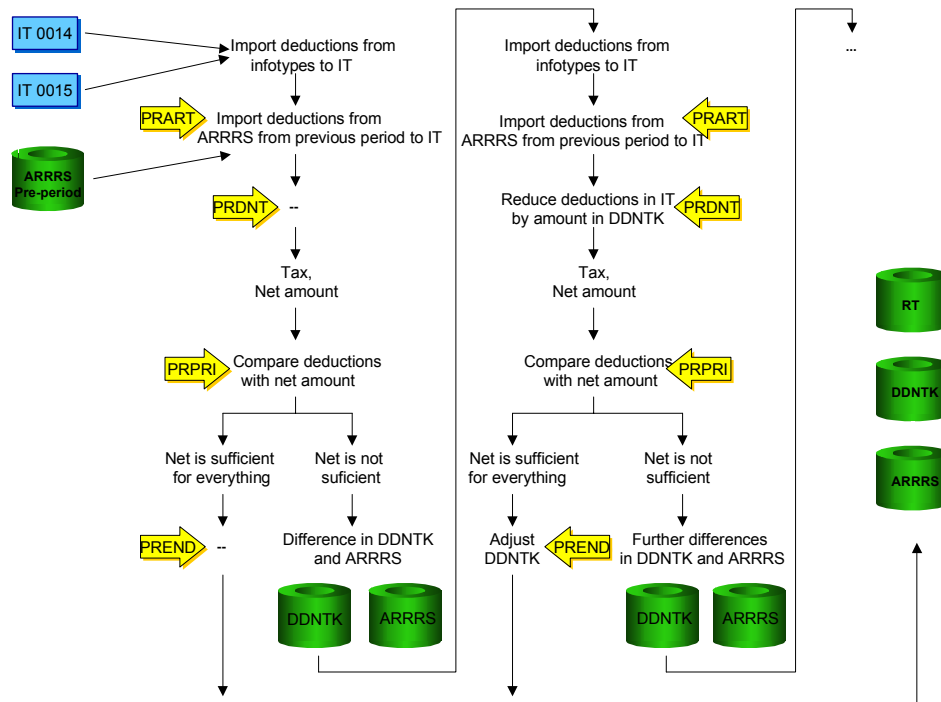 IT 0014
IT 0015
ARRRS
Pre-period
Import deductions from
infotypes to IT
PRART
Import deductions from
ARRRS from previous period to IT
PRDNT
--
Tax,
Net amount
PRPRI
Compare deductions
with net amount
Net is sufficient
for everything
Net is not
suficient
PREND
--
Difference in DDNTK
and ARRRS
DDNTK
ARRRS
Import deductions from
infotypes to IT
Import deductions from
ARRRS from previous period to IT
PRART
Reduce deductions in IT
by amount in DDNTK
PRDNT
Tax,
Net amount
Compare deductions
with net amount
PRPRI
Net is sufficient
for everything
Net is not
sufficient
Adjust
DDNTK
PREND
Further differences
in DDNTK and ARRRS
DDNTK
ARRRS
...
RT
DDNTK
ARRRS